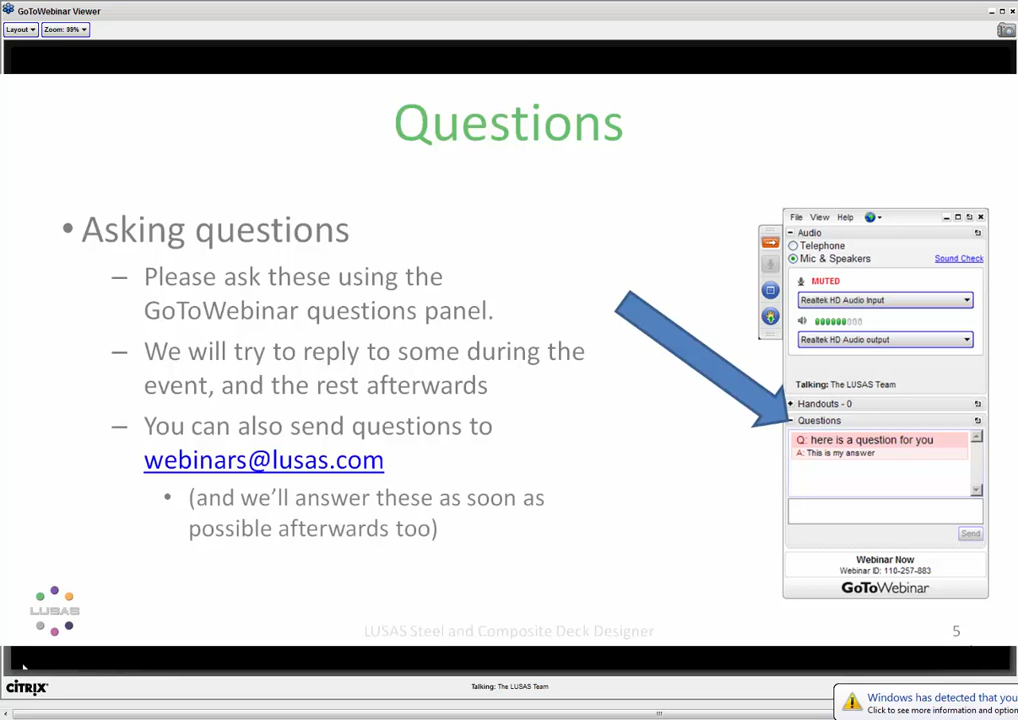 GoToWebinar Viewer
Layout
Zoom: 99%
Questions
• Asking questions
– Please ask these using the
GoToWebinar questions panel.
– We will try to reply to some during the
event, and the rest afterwards
– You can also send questions to
webinars@lusas.com
• (and we'll answer these as soon as
possible afterwards too)
File View Help
Audio
Telephone
Mic & Speakers Sound Check
MUTED
Realtek HD Audio Input
Realtek HD Audio output
Talking: The LUSAS Team
Handouts - 0
Questions
Q: here is a question for you
A: This is my answer
Send
Webinar Now
Webinar ID: 110-257-883
GoToWebinar
LUSAS
LUSAS Steel and Composite Deck Designer
5
CITRIX
Talking: The LUSAS Team
Windows has detected that you
Click to see more information and option